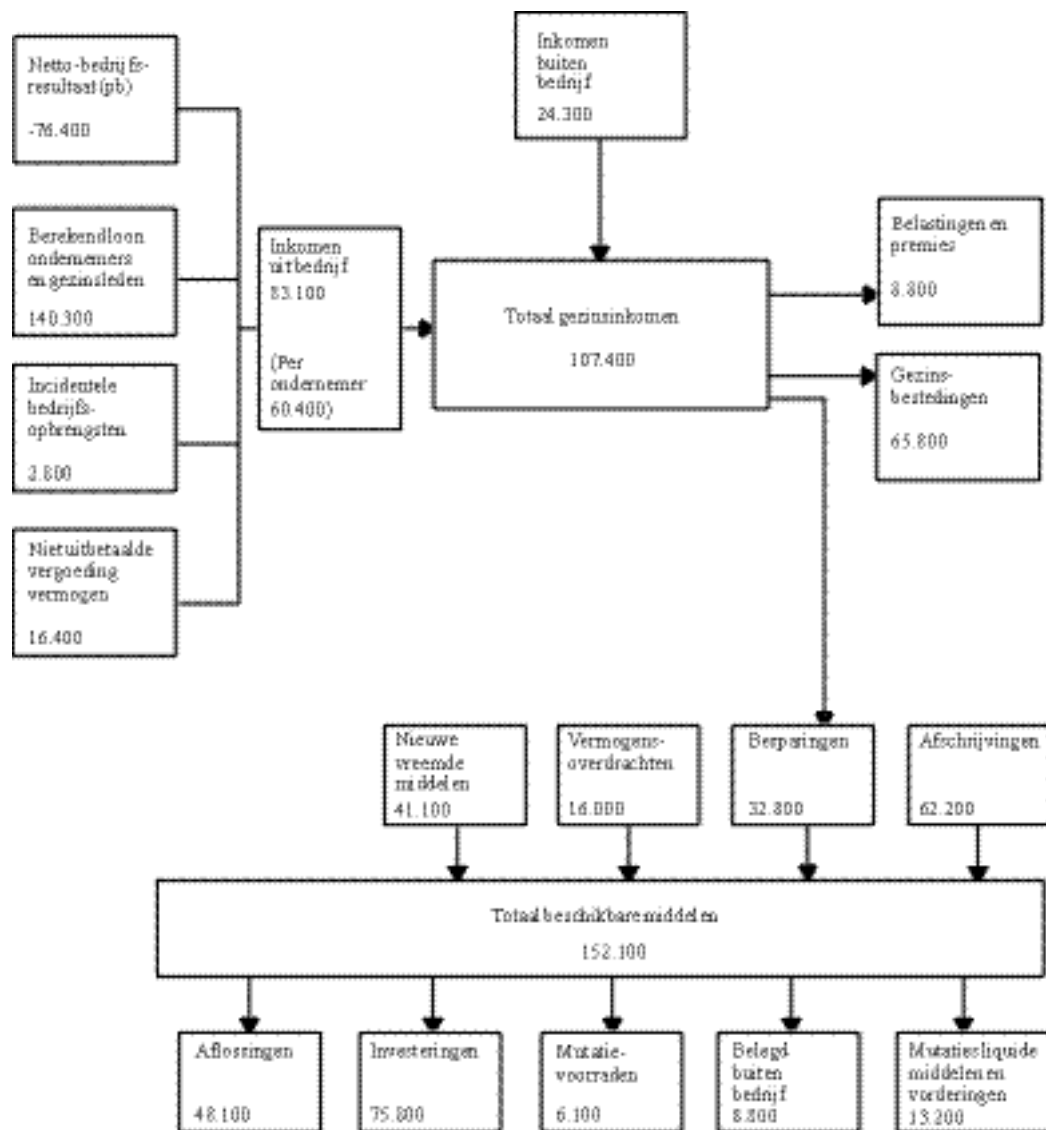 Netto-bedrijfs-
resultaat (pb)
-76.400
Inkomen
buiten
bedrijf
24.300
Berekend loon
ondernemers
en gezinsleden
140.300
Inkomen
uit bedrijf
83.100
(Per
ondernemer
60.400)
Totaal gezinsinkomen
107.400
Belastingen en
premies
8.800
Gezins-
bestedingen
65.800
Incidentele
bedrijfs-
opbrengsten
2.800
Niet uitbetaalde
vergoeding
vermogen
16.400
Nieuwe
vreemde
middelen
41.100
Vermogens-
overdrachten
16.000
Besparingen
32.800
Afschrijvingen
62.200
Totaal beschikbare middelen
152.100
Aflossingen
48.100
Investeringen
75.800
Mutatie-
voorraden
6.100
Belegd
buiten
bedrijf
8.800
Mutaties liquide
middelen en
vorderingen
13.200